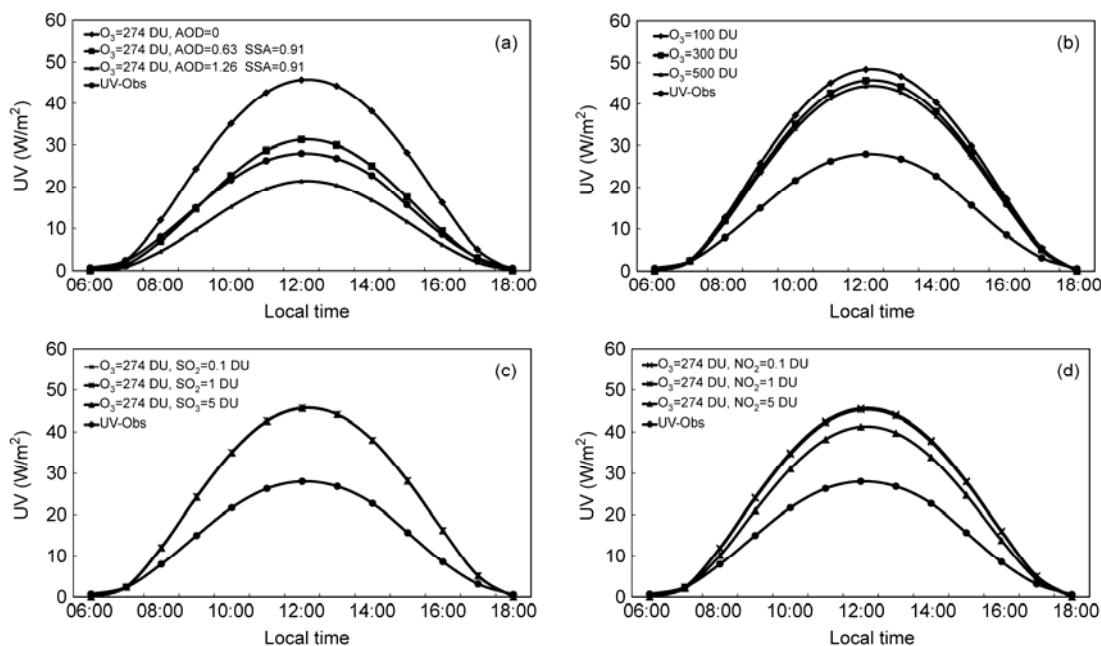 60
50
40
30
20
10
0
UV (W/m²)
O₃=274 DU, AOD=0
O₃=274 DU, AOD=0.63 SSA=0.91
O₃=274 DU, AOD=1.26 SSA=0.91
UV-Obs
(a)
06:00 08:00 10:00 12:00 14:00 16:00 18:00
Local time
60
50
40
30
20
10
0
UV (W/m²)
O₃=100 DU
O₃=300 DU
O₃=500 DU
UV-Obs
(b)
06:00 08:00 10:00 12:00 14:00 16:00 18:00
Local time
60
50
40
30
20
10
0
UV (W/m²)
O₃=274 DU, SO₂=0.1 DU
O₃=274 DU, SO₂=1 DU
O₃=274 DU, SO₃=5 DU
UV-Obs
(c)
06:00 08:00 10:00 12:00 14:00 16:00 18:00
Local time
60
50
40
30
20
10
0
UV (W/m²)
O₃=274 DU, NO₂=0.1 DU
O₃=274 DU, NO₂=1 DU
O₃=274 DU, NO₂=5 DU
UV-Obs
(d)
06:00 08:00 10:00 12:00 14:00 16:00 18:00
Local time